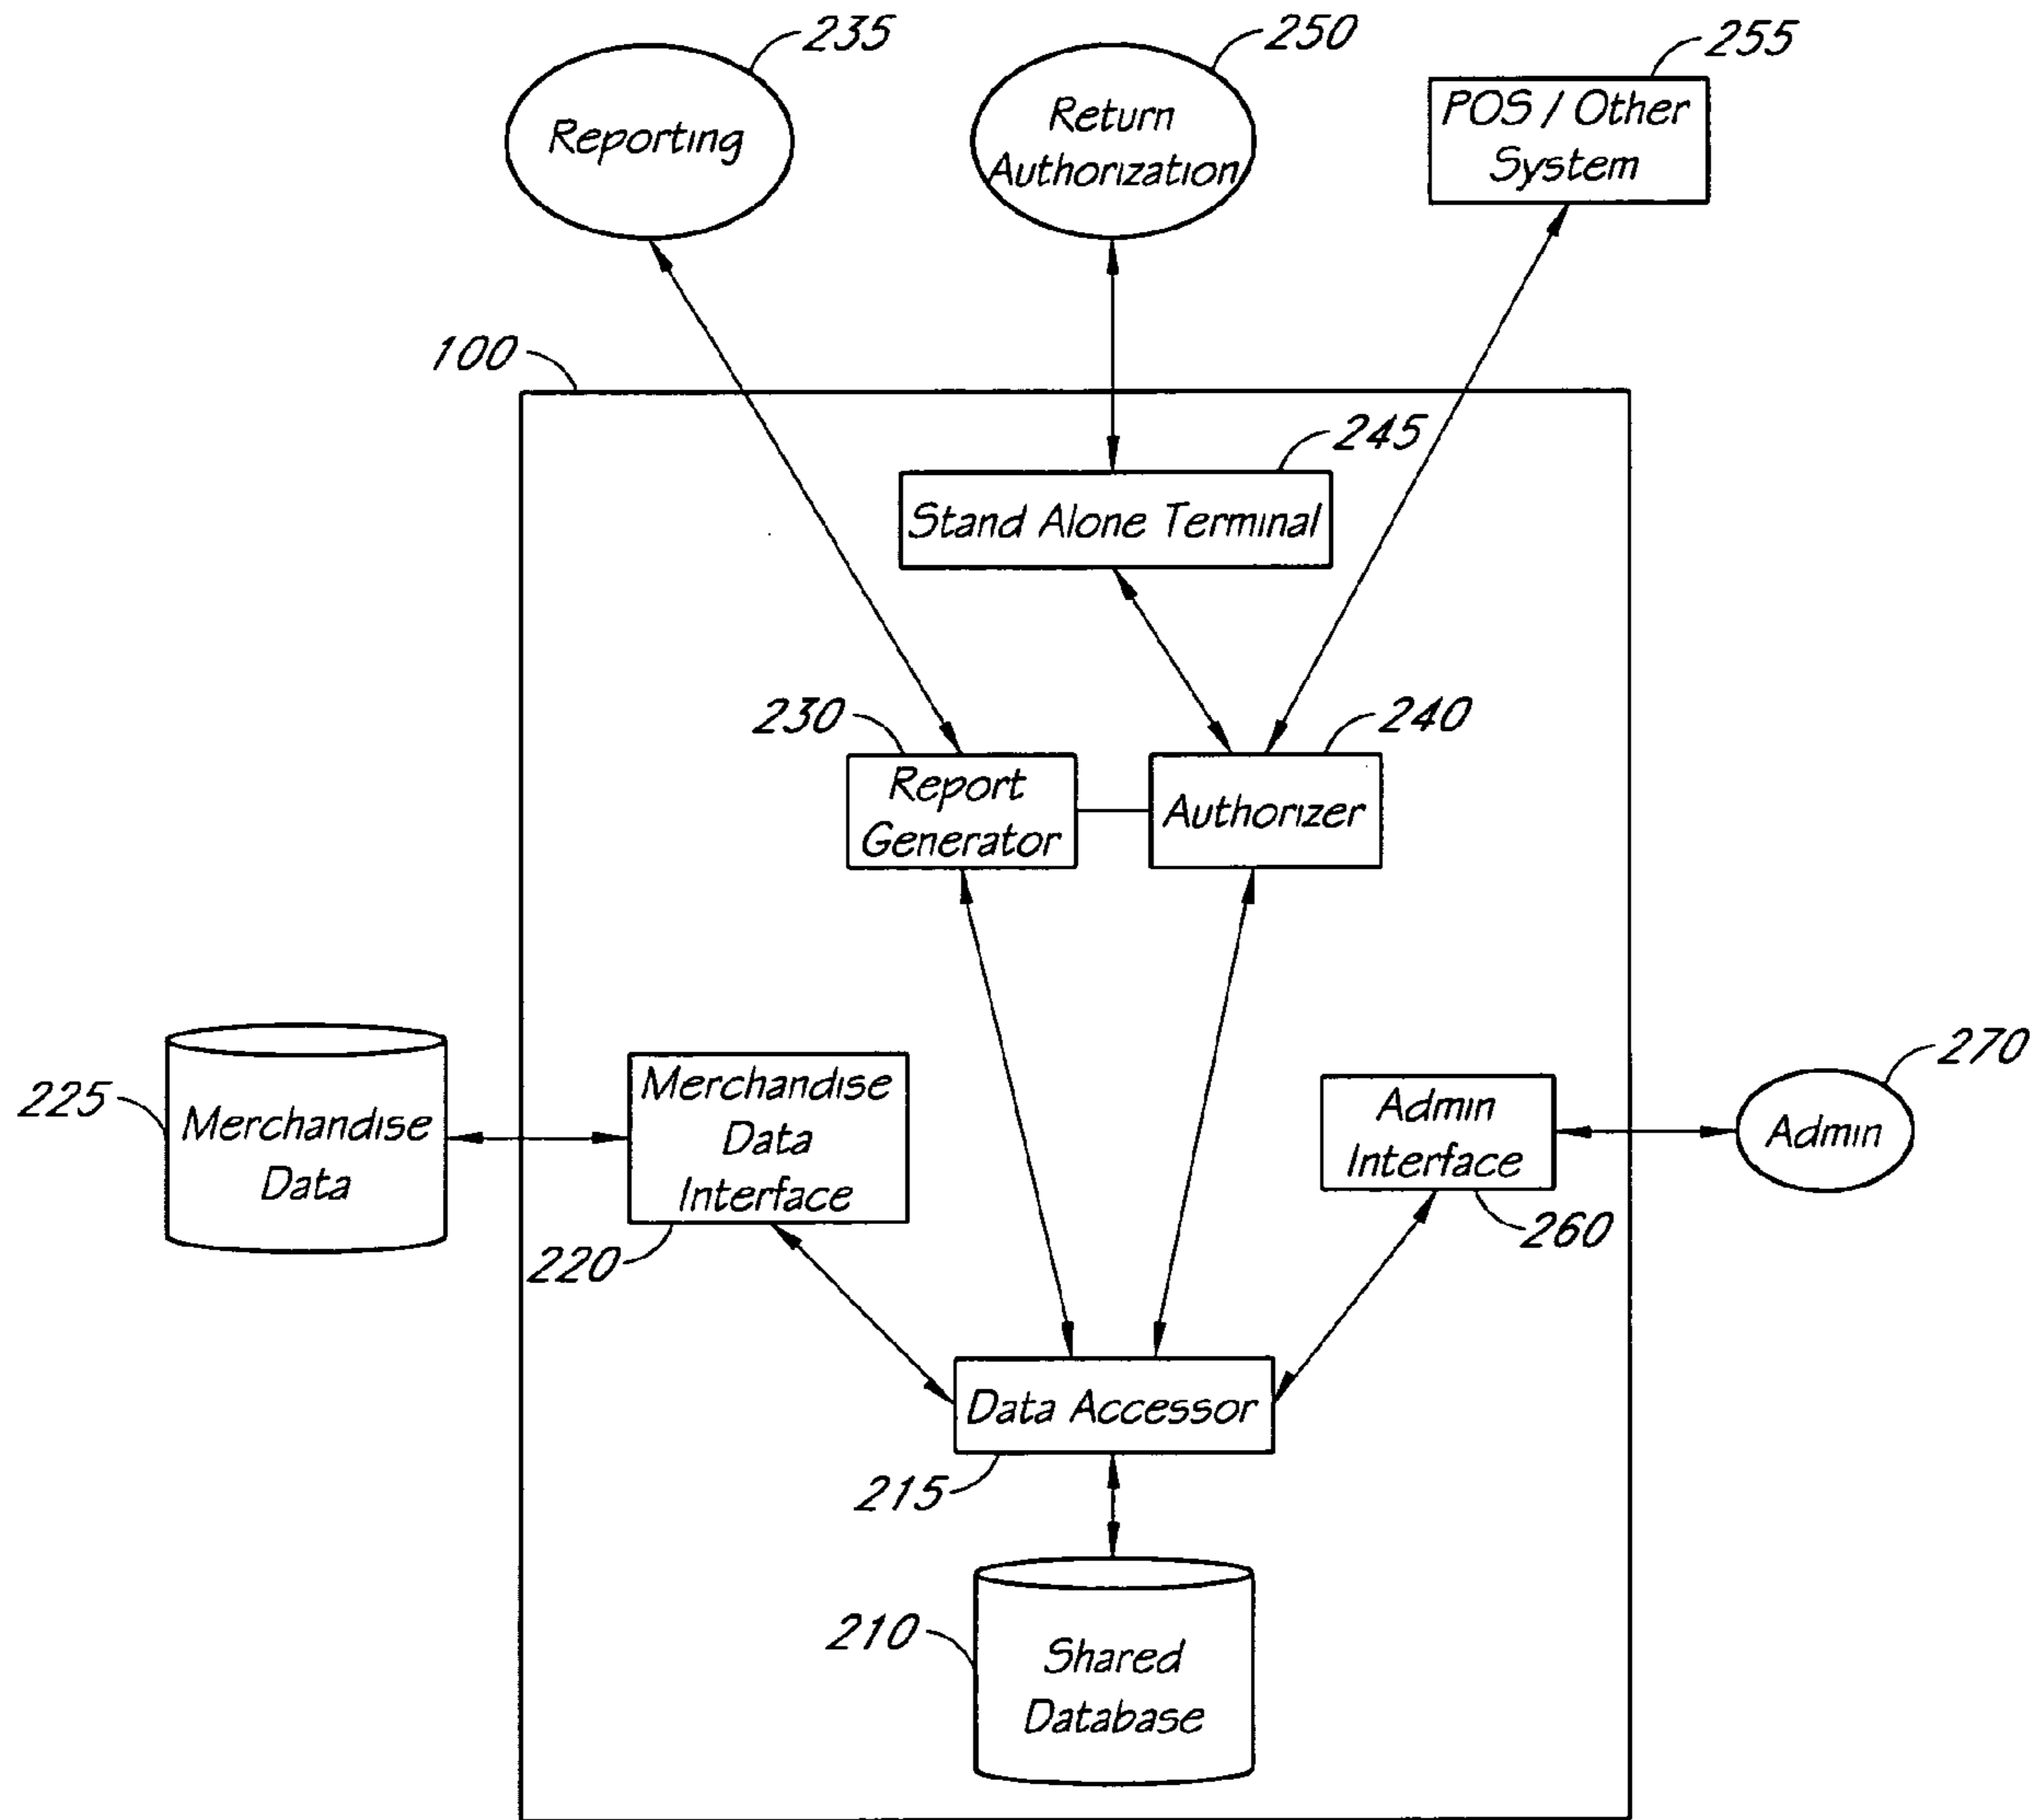 235
250
255
Reporting
Return
Authorization
POS / Other
System
100
245
Stand Alone Terminal
230
240
Report
Generator
Authorizer
225
Merchandise
Data
Merchandise
Data
Interface
220
Admin
Interface
260
270
Admin
Data Accessor
215
210
Shared
Database